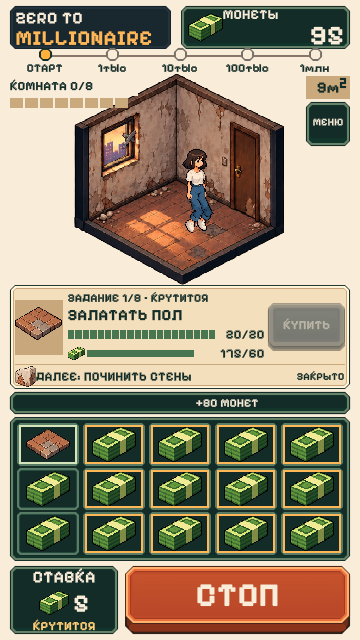 ZERO TO
MILLIONAIRE
МОНЕТЫ
98
СТАРТ 1тыс 10тыс 100тыс 1млн
КОМНАТА 0/8
9м²
МЕНЮ
ЗАДАНИЕ 1/8 · КРУТИТСЯ
ЗАЛАТАТЬ ПОЛ
КУПИТЬ
20/20
178/60
ДАЛЕЕ: ПОЧИНИТЬ СТЕНЫ
ЗАКРЫТО
+80 МОНЕТ
СТАВКА
8
КРУТИТСЯ
СТОП